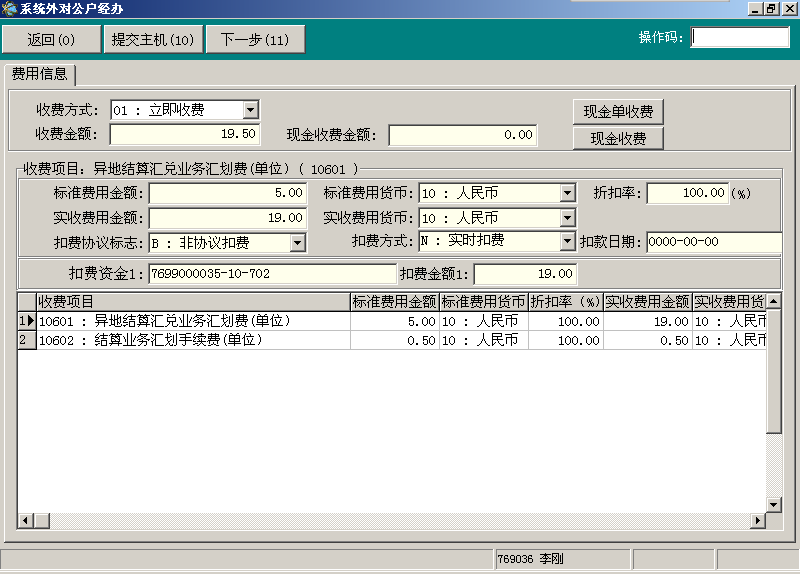 系统外对公户经办
返回(0) 提交主机(10) 下一步(11) 操作码:
费用信息
收费方式: 01 : 立即收费 现金单收费
收费金额: 19.50 现金收费金额: 0.00 现金收费
收费项目: 异地结算汇兑业务汇划费(单位) ( 10601 )
标准费用金额: 5.00 标准费用货币: 10 : 人民币 折扣率: 100.00 (%)
实收费用金额: 19.00 实收费用货币: 10 : 人民币
扣费协议标志: B : 非协议扣费 扣费方式: N : 实时扣费 扣款日期: 0000-00-00
扣费资金1: 7699000035-10-702 扣费金额1: 19.00
收费项目 标准费用金额 标准费用货币 折扣率 (%) 实收费用金额 实收费用货
1 10601 : 异地结算汇兑业务汇划费(单位) 5.00 10 : 人民币 100.00 19.00 10 : 人民币
2 10602 : 结算业务汇划手续费(单位) 0.50 10 : 人民币 100.00 0.50 10 : 人民币
769036 李刚